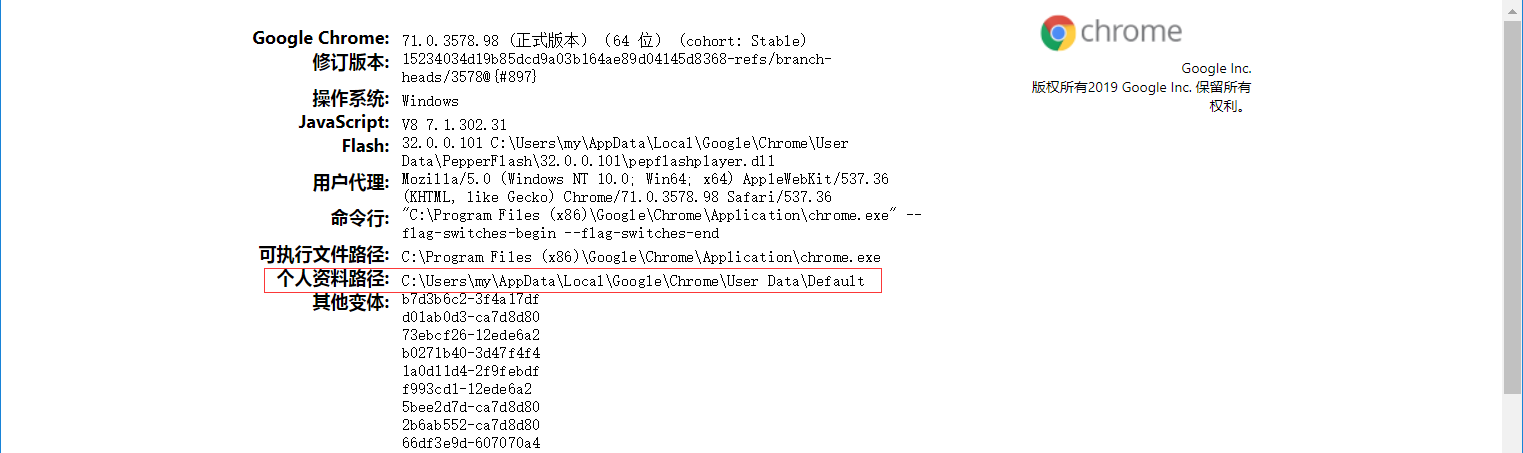 chrome
Google Inc.
版权所有2019 Google Inc. 保留所有
权利。
Google Chrome: 71.0.3578.98 (正式版本) (64 位) (cohort: Stable)
修订版本: 15234034d19b85dcd9a03b164ae89d04145d8368-refs/branch-
heads/3578@{#897}
操作系统: Windows
JavaScript: V8 7.1.302.31
Flash: 32.0.0.101 C:\Users\my\AppData\Local\Google\Chrome\User
Data\PepperFlash\32.0.0.101\pepflashplayer.dll
用户代理: Mozilla/5.0 (Windows NT 10.0; Win64; x64) AppleWebKit/537.36
(KHTML, like Gecko) Chrome/71.0.3578.98 Safari/537.36
命令行: "C:\Program Files (x86)\Google\Chrome\Application\chrome.exe" --
flag-switches-begin --flag-switches-end
可执行文件路径: C:\Program Files (x86)\Google\Chrome\Application\chrome.exe
个人资料路径: C:\Users\my\AppData\Local\Google\Chrome\User Data\Default
其他变体: b7d3b6c2-3f4a17df
d01ab0d3-ca7d8d80
73ebcf26-12ede6a2
b0271b40-3d47f4f4
1a0d11d4-2f9febdf
f993cd1-12ede6a2
5bee2d7d-ca7d8d80
2b6ab552-ca7d8d80
66df3e9d-607070a4